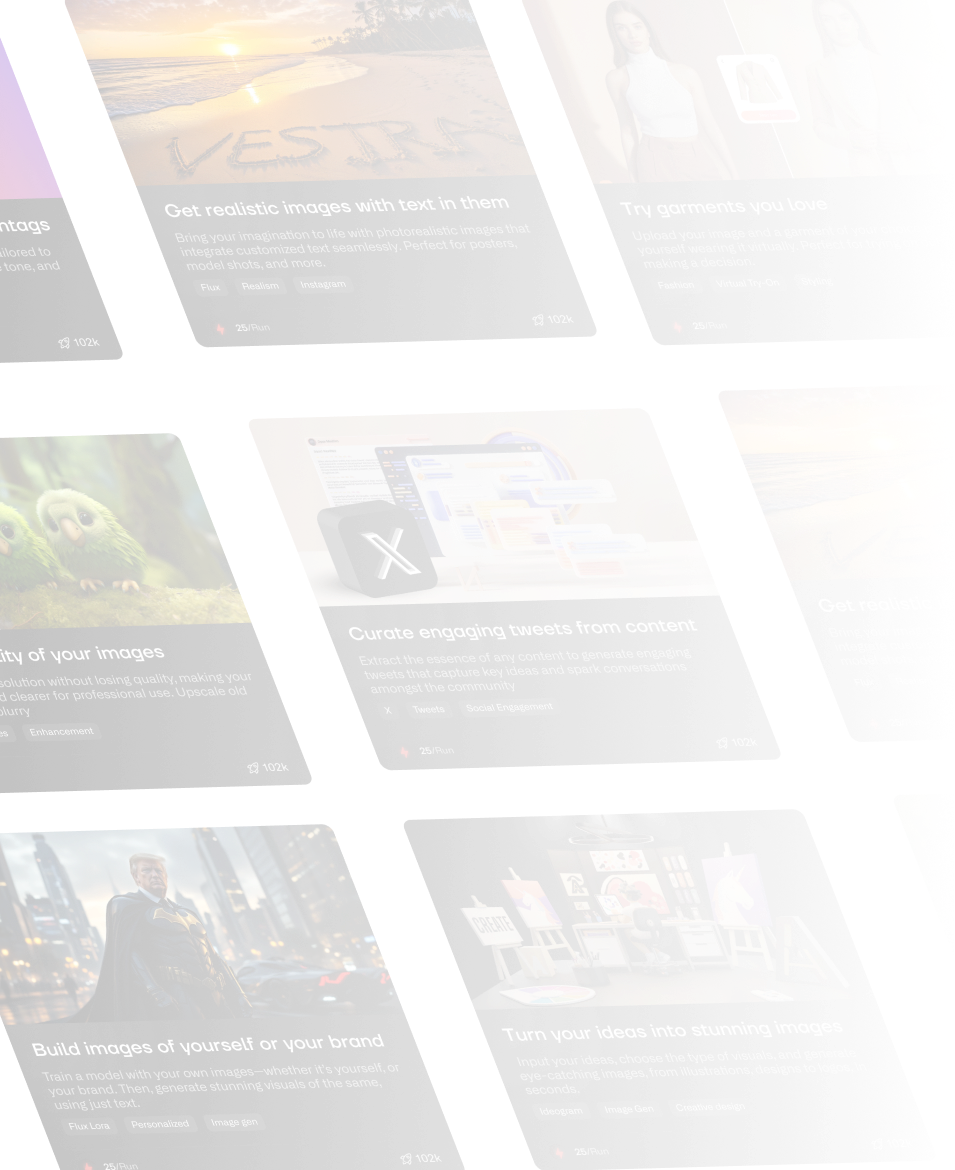 VESTRA
ntags
ailored to
e tone, and
102k
Get realistic images with text in them
Bring your imagination to life with photorealistic images that
integrate customized text seamlessly. Perfect for posters,
model shots, and more.
Flux Realism Instagram
25/Run
102k
Try garments you love
Upload your image and a garment
yourself wearing it virtually. Perfect
making a decision.
Fashion Virtual Try-On
25/Run
ity of your images
solution without losing quality, making your
d clearer for professional use. Upscale old
blurry
es Enhancement
102k
X
Curate engaging tweets from content
Extract the essence of any content to generate engaging
tweets that capture key ideas and spark conversations
amongst the community
X Tweets Social Engagement
25/Run
102k
Get realistic
Build images of yourself or your brand
Train a model with your own images—whether it's yourself, or
your brand. Then, generate stunning visuals of the same,
using just text.
Flux Lora Personalized Image gen
25/Run
102k
CREATE
Turn your ideas into stunning images
Input your ideas, choose the type of visuals, and generate
eye-catching images, from illustrations, designs to
seconds.
Ideogram Image Gen Creative design
25/Run